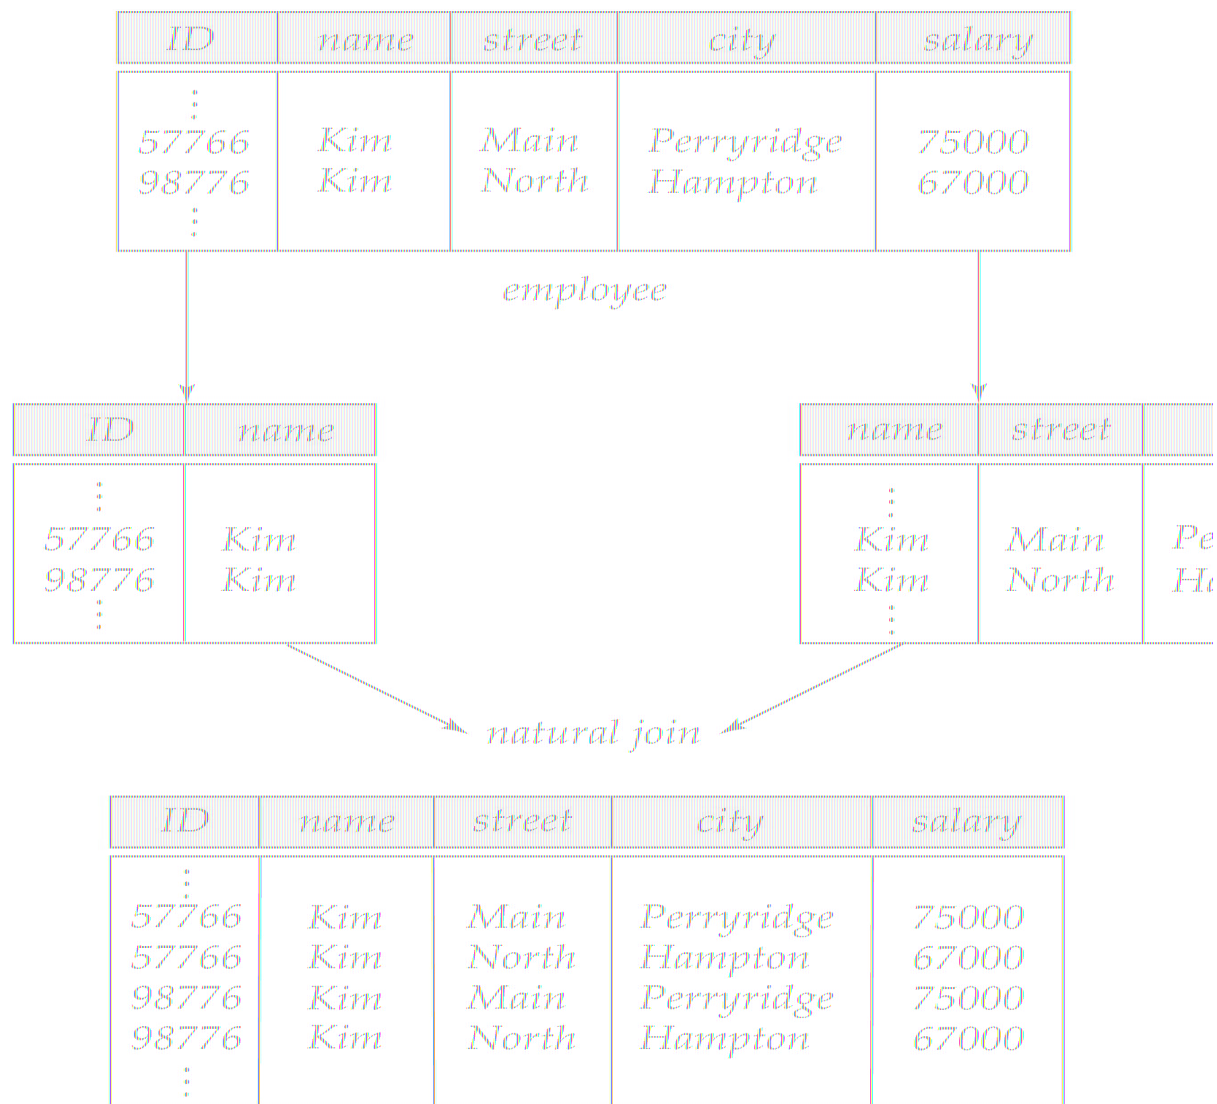 ID name street city salary
57766 Kim Main Perryridge 75000
98776 Kim North Hampton 67000
employee
ID name
57766 Kim
98776 Kim
name street
Kim Main Pe
Kim North Ha
natural join
ID name street city salary
57766 Kim Main Perryridge 75000
57766 Kim North Hampton 67000
98776 Kim Main Perryridge 75000
98776 Kim North Hampton 67000